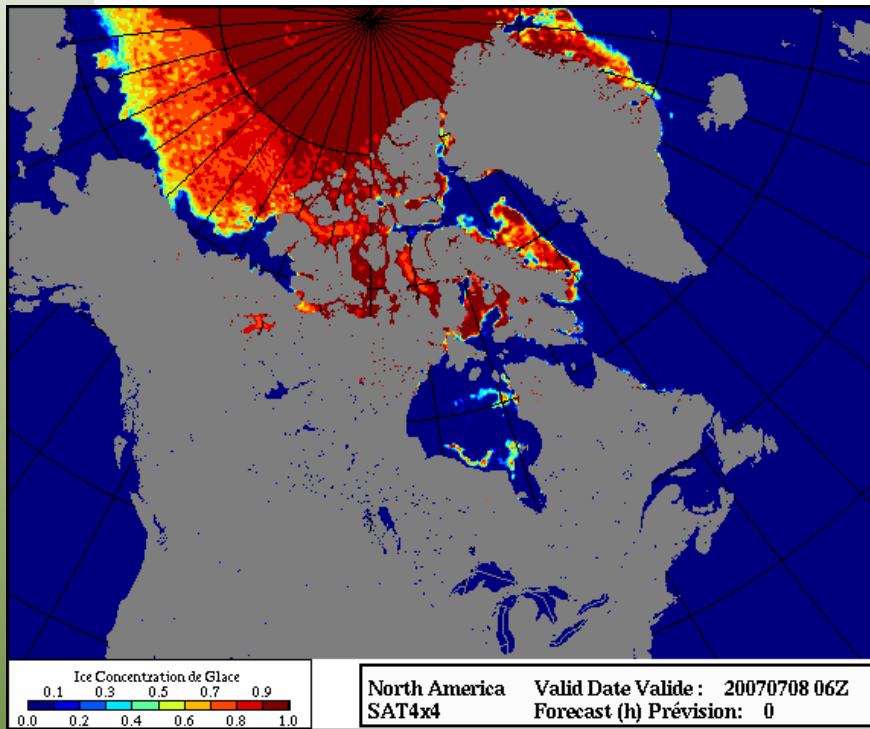 Ice Concentration de Glace
0.1 0.3 0.5 0.7 0.9
0.0 0.2 0.4 0.6 0.8 1.0
North America Valid Date Valide : 20070708 06Z
SAT4x4 Forecast (h) Prévision: 0